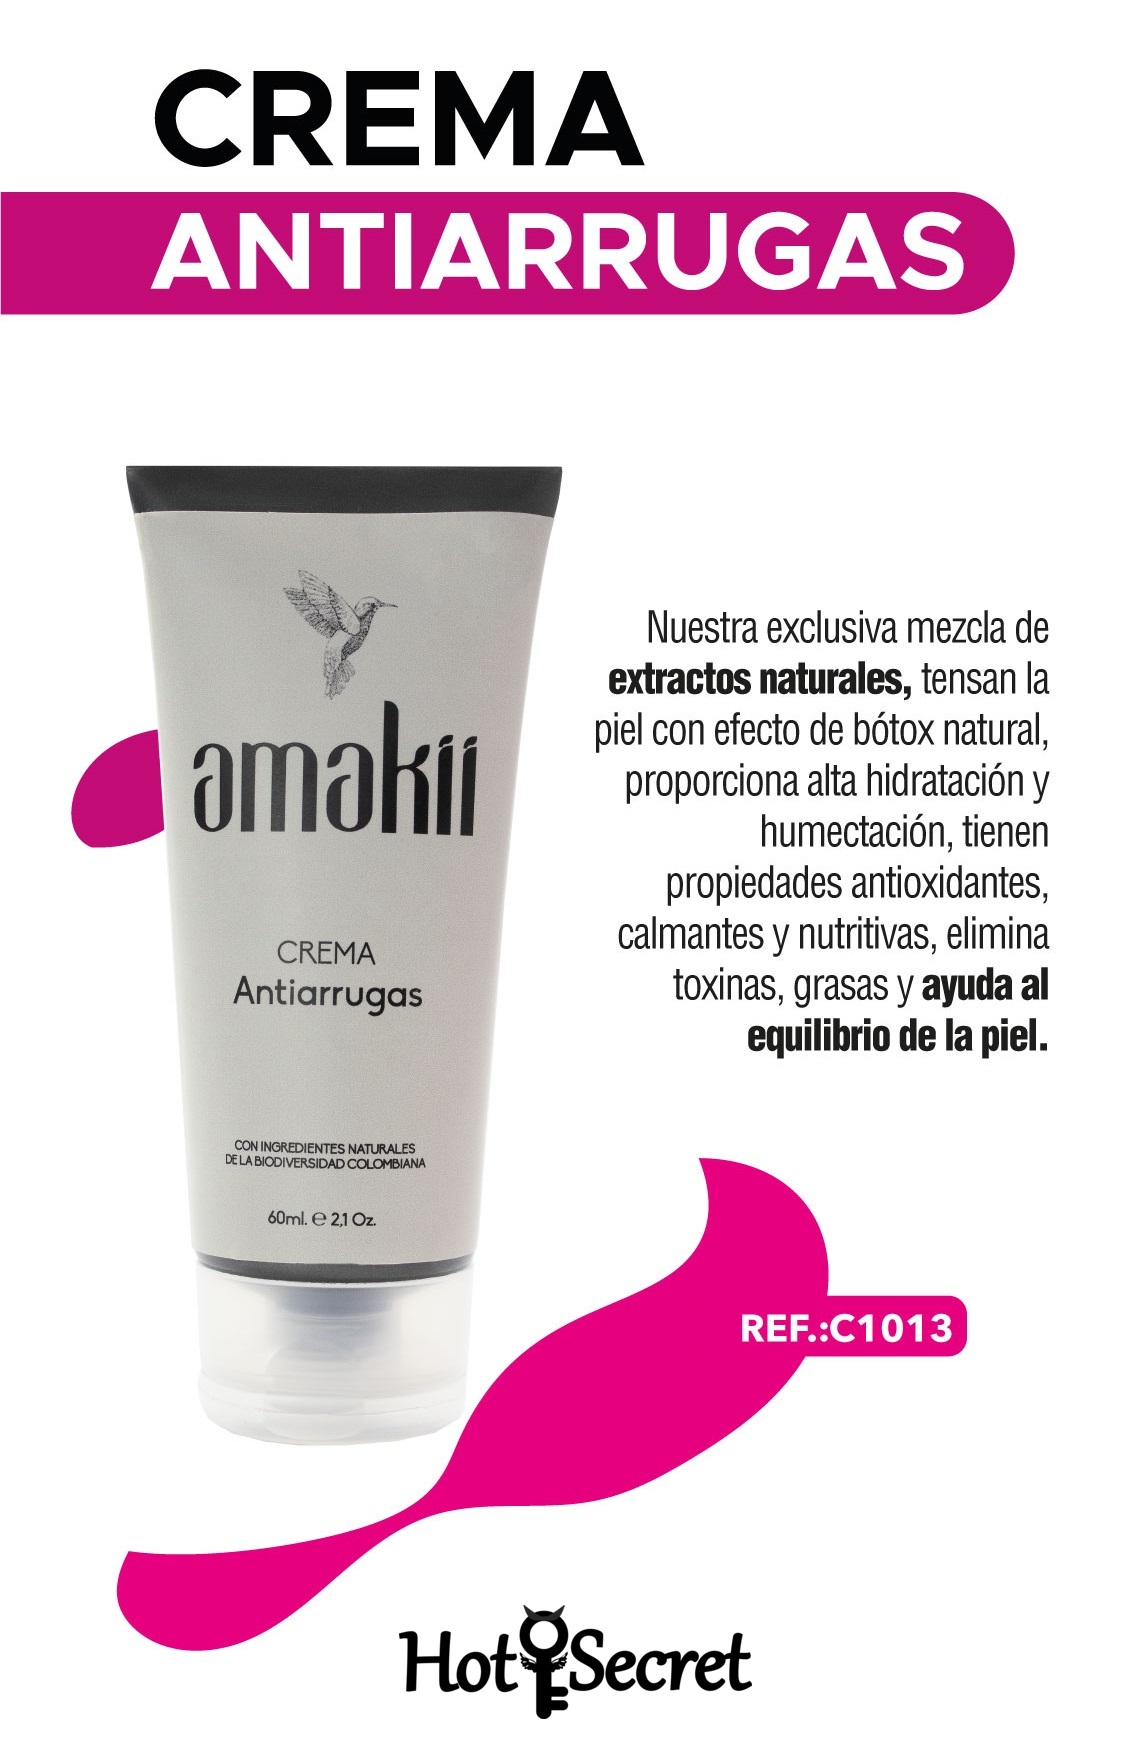 CREMA
ANTIARRUGAS
amakii
CREMA
Antiarrugas
CON INGREDIENTES NATURALES
DE LA BIODIVERSIDAD COLOMBIANA
60ml. ℮ 2,1 Oz.
Nuestra exclusiva mezcla de
extractos naturales, tensan la
piel con efecto de bótox natural,
proporciona alta hidratación y
humectación, tienen
propiedades antioxidantes,
calmantes y nutritivas, elimina
toxinas, grasas y ayuda al
equilibrio de la piel.
REF.:C1013
Hot Secret